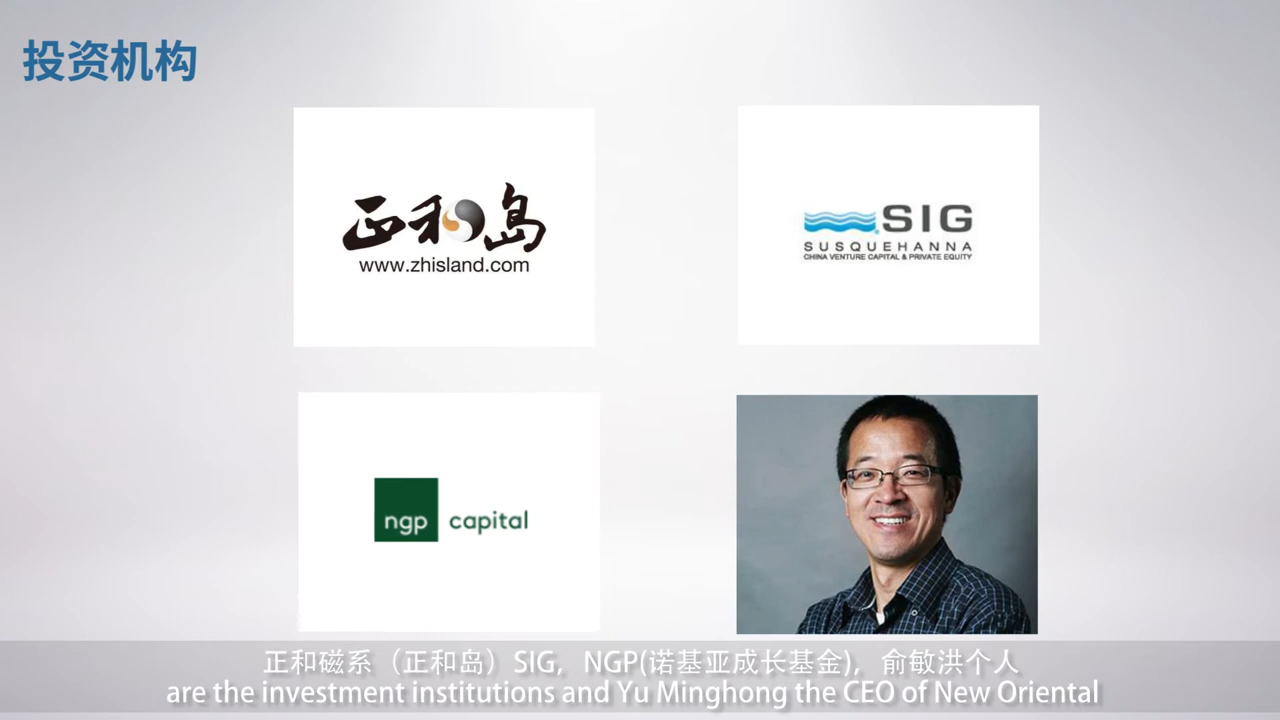 投资机构
正和岛
www.zhisland.com
SIG
SUSQUEHANNA
CHINA VENTURE CAPITAL & PRIVATE EQUITY
ngp capital
正和磁系（正和岛）SIG，NGP(诺基亚成长基金)，俞敏洪个人
are the investment institutions and Yu Minghong the CEO of New Oriental